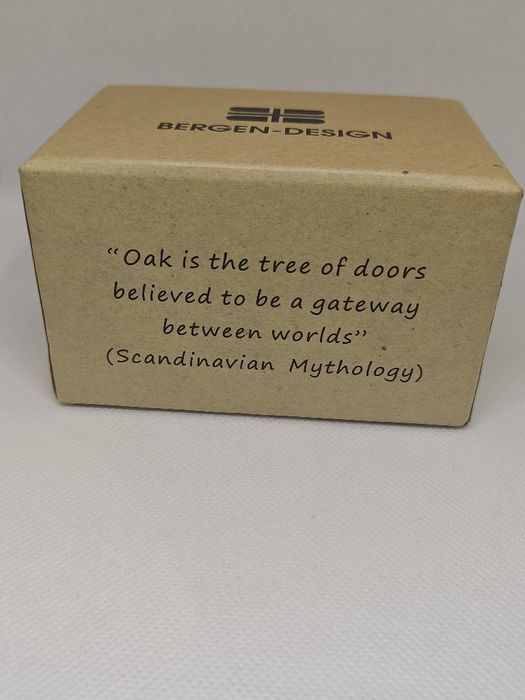 BERGEN-DESIGN
“Oak is the tree of doors
believed to be a gateway
between worlds”
(Scandinavian Mythology)